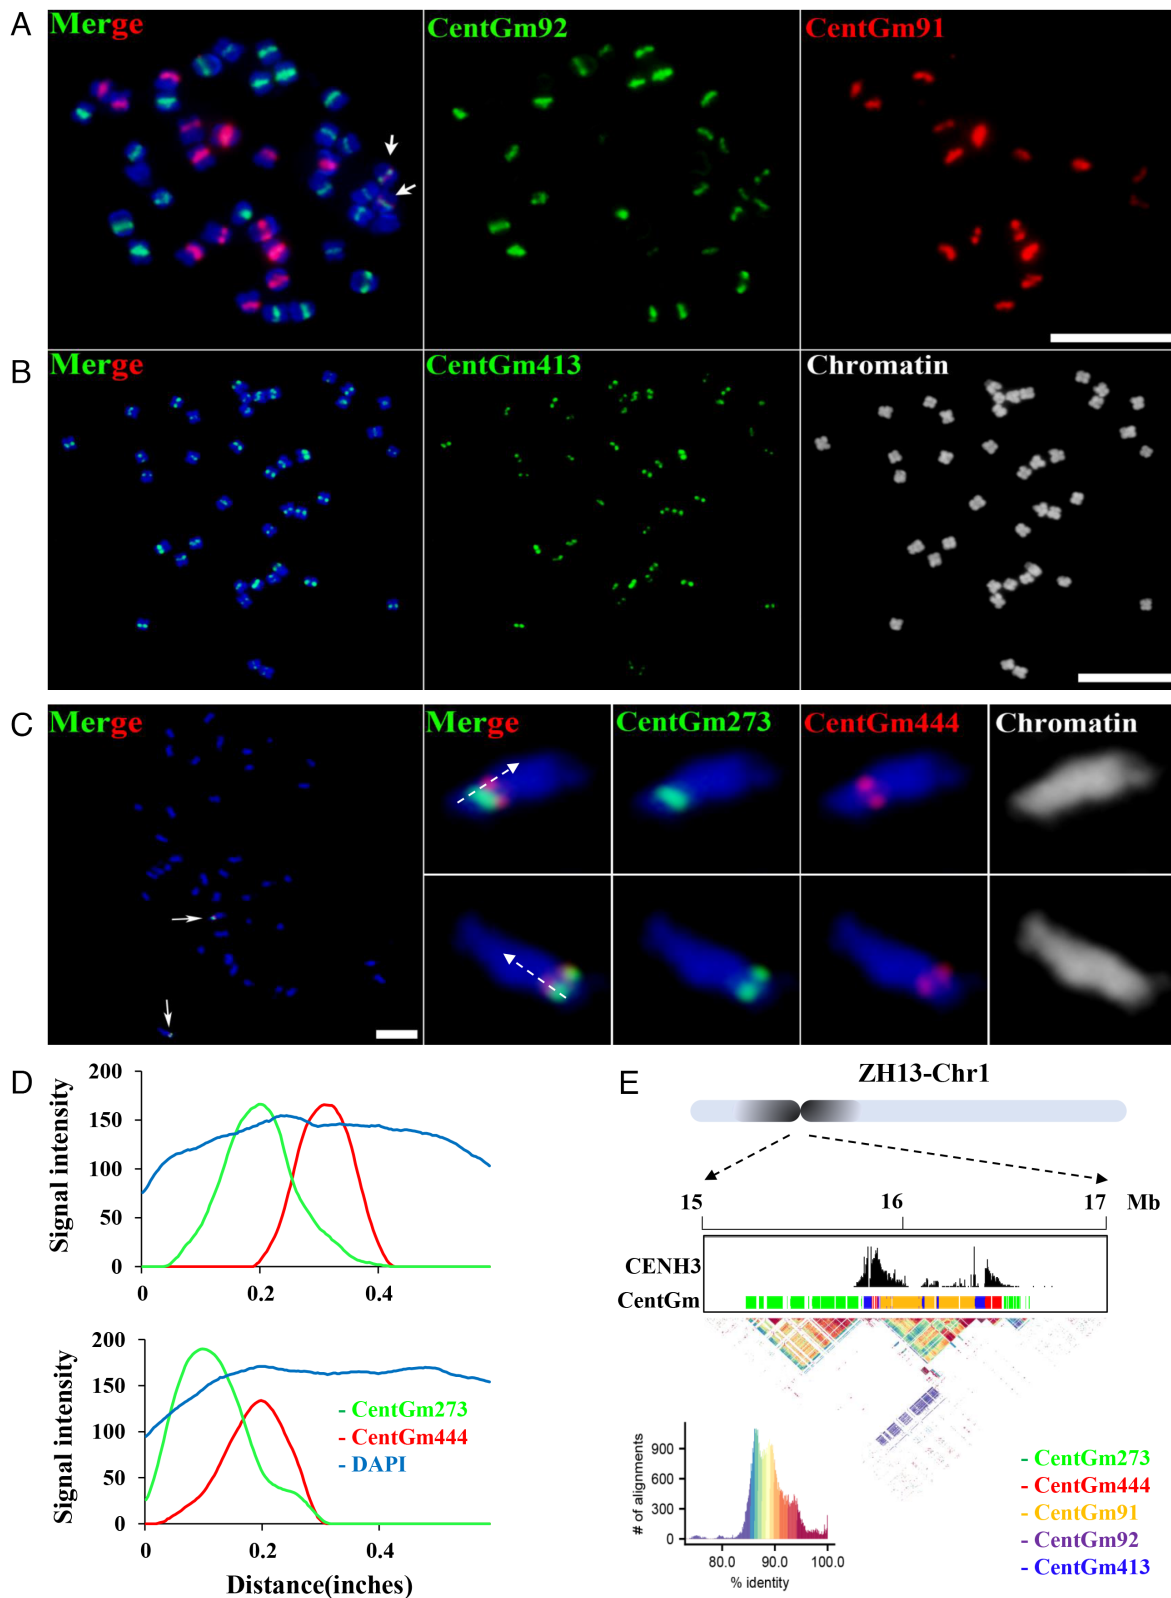 A
Merge
CentGm92
CentGm91
B
Merge
CentGm413
Chromatin
C
Merge
Merge
CentGm273
CentGm444
Chromatin
D
Signal intensity
200
150
100
50
0
0
0.2
0.4
Signal intensity
200
150
100
50
0
0
0.2
0.4
- CentGm273
- CentGm444
- DAPI
Distance(inches)
E
ZH13-Chr1
15
16
17
Mb
CENH3
CentGm
# of alignments
900
600
300
0
80.0
90.0
100.0
% identity
- CentGm273
- CentGm444
- CentGm91
- CentGm92
- CentGm413